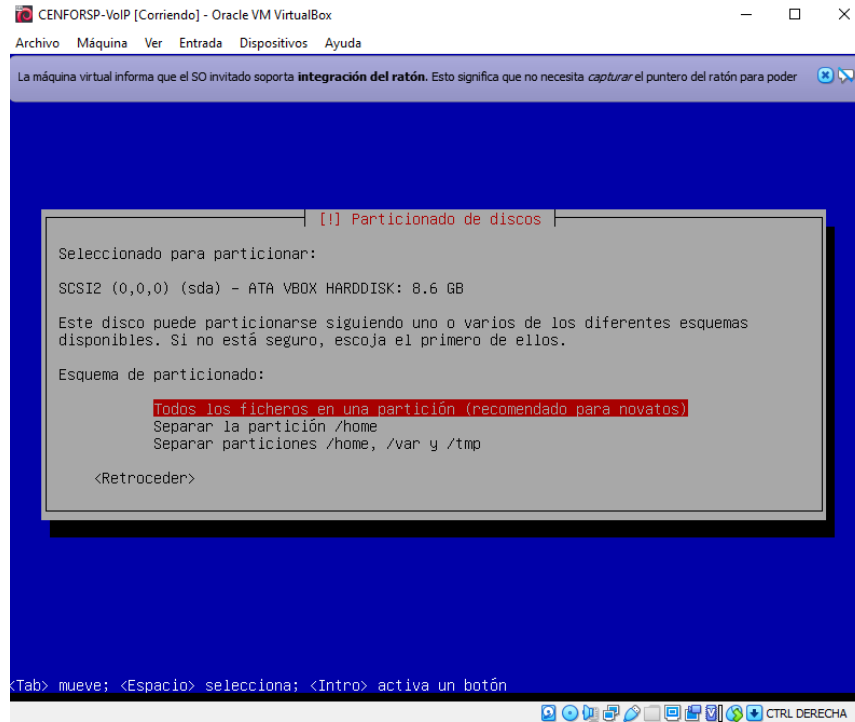 CENFORSP-VoIP [Corriendo] - Oracle VM VirtualBox
Archivo Máquina Ver Entrada Dispositivos Ayuda
La máquina virtual informa que el SO invitado soporta integración del ratón. Esto significa que no necesita capturar el puntero del ratón para poder
[!] Particionado de discos
Seleccionado para particionar:
SCSI2 (0,0,0) (sda) - ATA VBOX HARDDISK: 8.6 GB
Este disco puede particionarse siguiendo uno o varios de los diferentes esquemas
disponibles. Si no está seguro, escoja el primero de ellos.
Esquema de particionado:
Todos los ficheros en una partición (recomendado para novatos)
Separar la partición /home
Separar particiones /home, /var y /tmp
<Retroceder>
<Tab> mueve; <Espacio> selecciona; <Intro> activa un botón
CTRL DERECHA